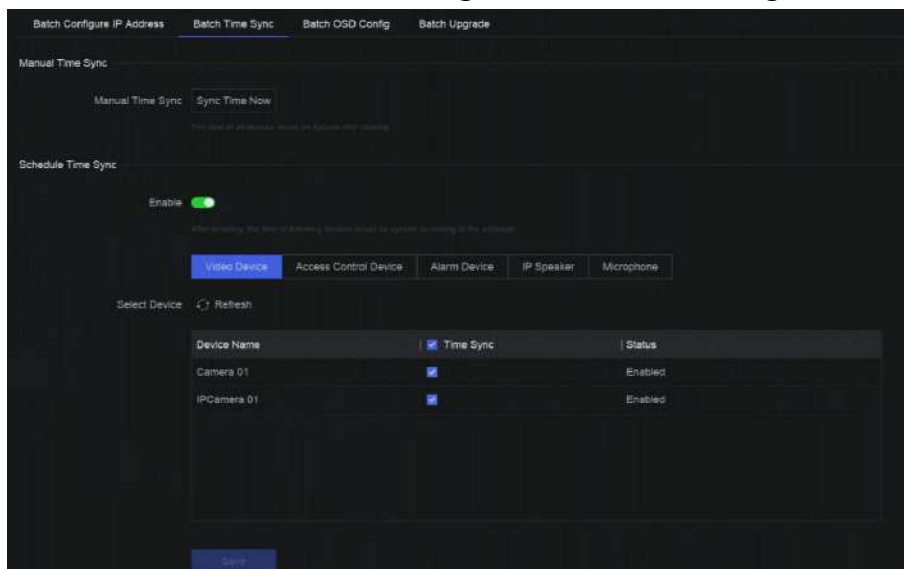 Batch Configure IP Address Batch Time Sync Batch OSD Config Batch Upgrade
Manual Time Sync
Manual Time Sync Sync Time Now
Schedule Time Sync
Enable
Video Device Access Control Device Alarm Device IP Speaker Microphone
Select Device Refresh
Device Name Time Sync Status
Camera 01 Enabled
IPCamera 01 Enabled
Save